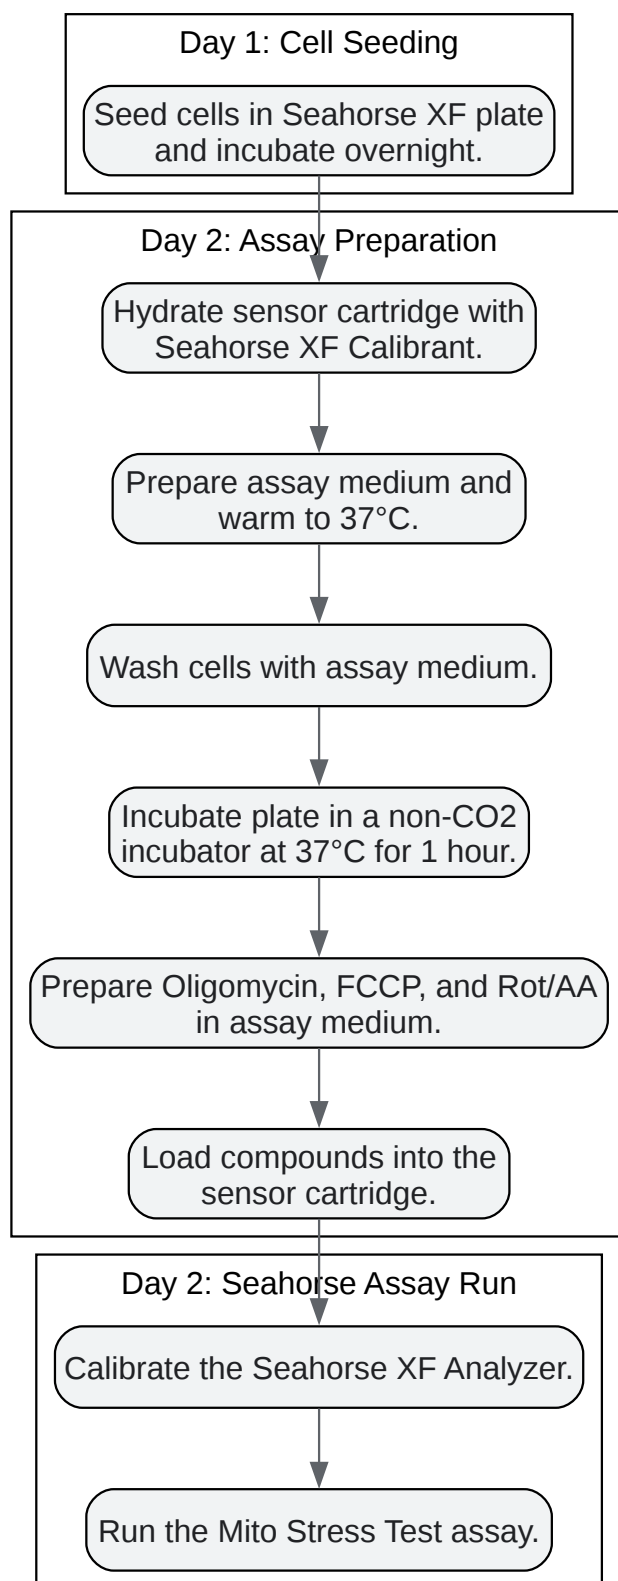 Day 1: Cell Seeding
Seed cells in Seahorse XF plate
and incubate overnight.
Day 2: Assay Preparation
Hydrate sensor cartridge with
Seahorse XF Calibrant.
Prepare assay medium and
warm to 37°C.
Wash cells with assay medium.
Incubate plate in a non-CO2
incubator at 37°C for 1 hour.
Prepare Oligomycin, FCCP, and Rot/AA
in assay medium.
Load compounds into the
sensor cartridge.
Day 2: Seahorse Assay Run
Calibrate the Seahorse XF Analyzer.
Run the Mito Stress Test assay.